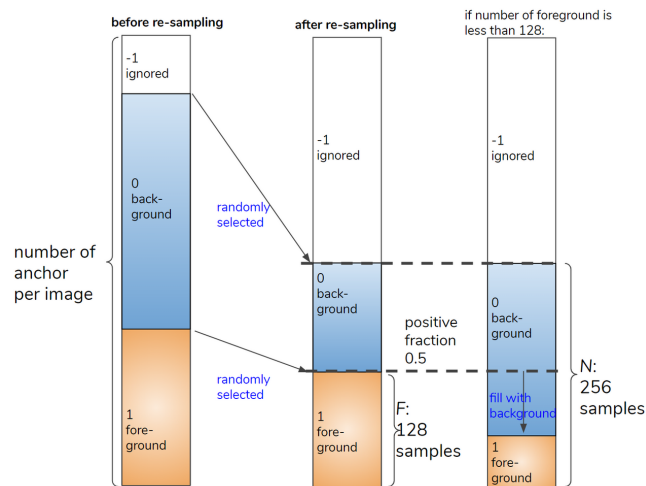 before re-sampling
after re-sampling
if number of foreground is
less than 128:
-1
ignored
0
back-
ground
1
fore-
ground
number of
anchor
per image
randomly
selected
randomly
selected
-1
ignored
0
back-
ground
1
fore-
ground
positive
fraction
0.5
F:
128
samples
-1
ignored
0
back-
ground
fill with
background
1
fore-
ground
N:
256
samples